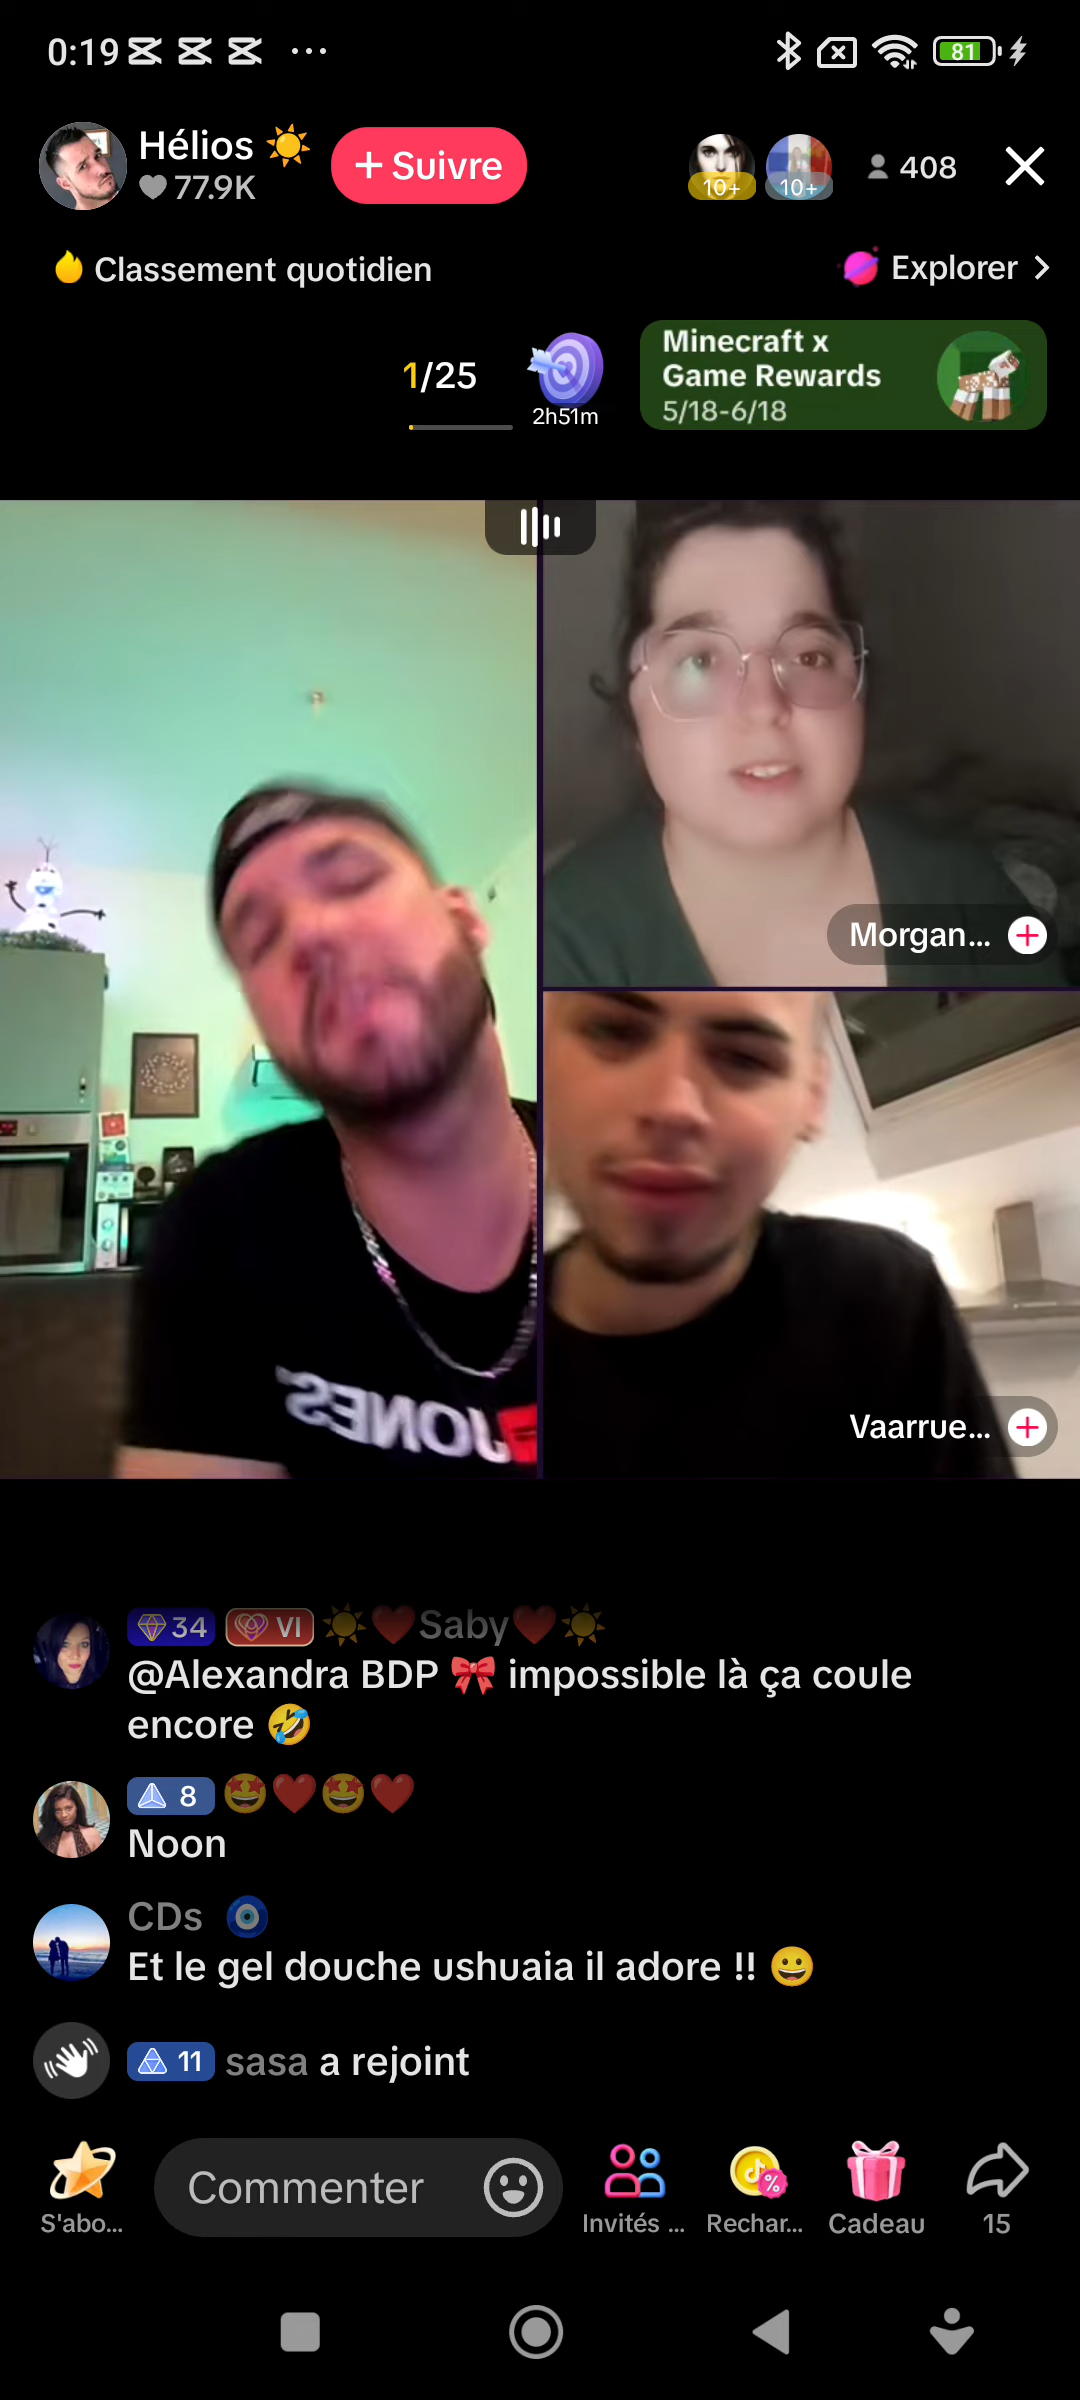 0:19 ... 81
Hélios ☀️
77.9K
+ Suivre
10+ 10+ 408
Classement quotidien
Explorer >
1/25
2h51m
Minecraft x
Game Rewards
5/18-6/18
Morgan...
JONES
Vaarrue...
34 VI ☀️❤️Saby❤️☀️
@Alexandra BDP 🎀 impossible là ça coule
encore 🤣
8 🤩❤️🤩❤️
Noon
CDs 🧿
Et le gel douche ushuaia il adore !! 😀
11 sasa a rejoint
S'abo...
Commenter
Invités ...
Rechar...
Cadeau
15